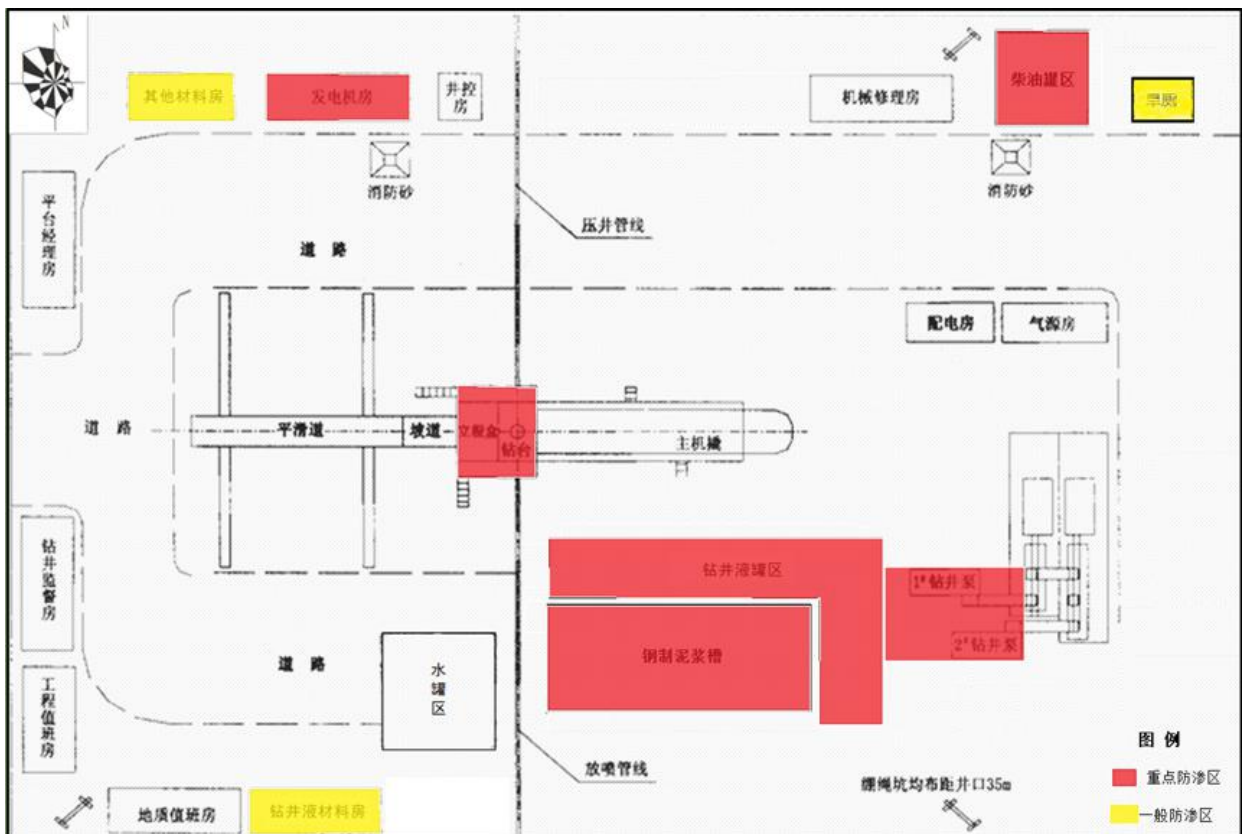 N
其他材料房
发电机房
井控房
机械修理房
柴油罐区
旱厕
消防砂
消防砂
平台经理房
压井管线
道 路
配电房
气源房
道 路
平滑道
坡道
立根盒
钻台
主机撬
钻井监督房
钻井液罐区
1#钻井泵
钢制泥浆槽
2#钻井泵
道 路
水罐区
工程值班房
图 例
放喷管线
绷绳坑均布距井口35m
重点防渗区
地质值班房
钻井液材料房
一般防渗区